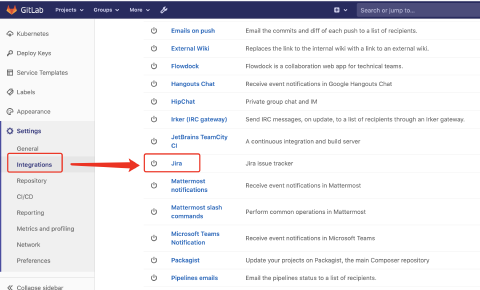 GitLab Projects Groups More Search or jump to...
Kubernetes
Deploy Keys
Service Templates
Labels
Appearance
Settings
General
Integrations
Repository
CI/CD
Reporting
Metrics and profiling
Network
Preferences
Collapse sidebar
Emails on push Email the commits and diff of each push to a list of recipients.
External Wiki Replaces the link to the internal wiki with a link to an external wiki.
Flowdock Flowdock is a collaboration web app for technical teams.
Hangouts Chat Receive event notifications in Google Hangouts Chat
HipChat Private group chat and IM
Irker (IRC gateway) Send IRC messages, on update, to a list of recipients through an Irker gateway.
JetBrains TeamCity
CI A continuous integration and build server
Jira Jira issue tracker
Mattermost
notifications Receive event notifications in Mattermost
Mattermost slash
commands Perform common operations in Mattermost
Microsoft Teams
Notification Receive event notifications in Microsoft Teams
Packagist Update your projects on Packagist, the main Composer repository
Pipelines emails Email the pipelines status to a list of recipients.